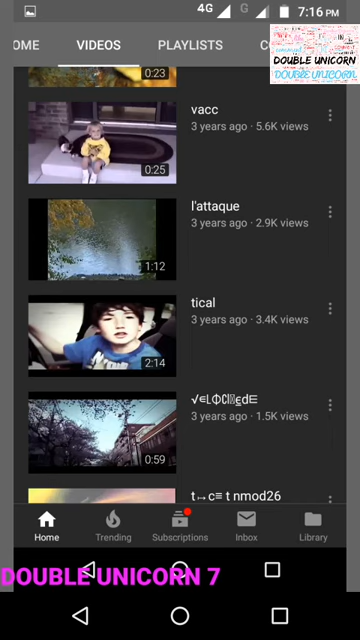 4G G 7:16 PM
OME VIDEOS PLAYLISTS C
DOUBLE UNICORN
DOUBLE UNICORN
0:23
vacc
3 years ago · 5.6K views
0:25
l'attaque
3 years ago · 2.9K views
1:12
tical
3 years ago · 3.4K views
2:14
3 years ago · 1.5K views
0:59
t↔c≡ t nmod26
Home Trending Subscriptions Inbox Library
DOUBLE UNICORN 7